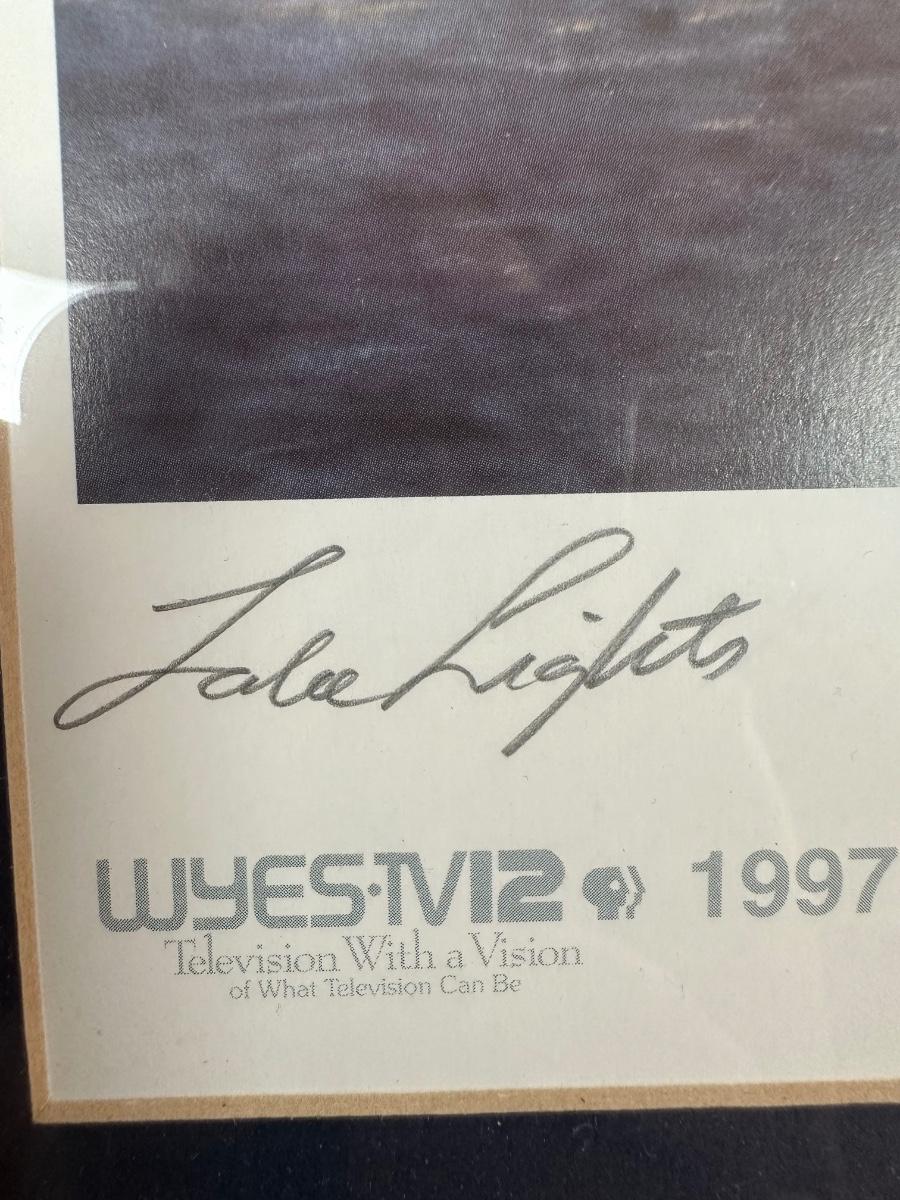 Lake Lights
WYES·TV12 1997
Television With a Vision
of What Television Can Be